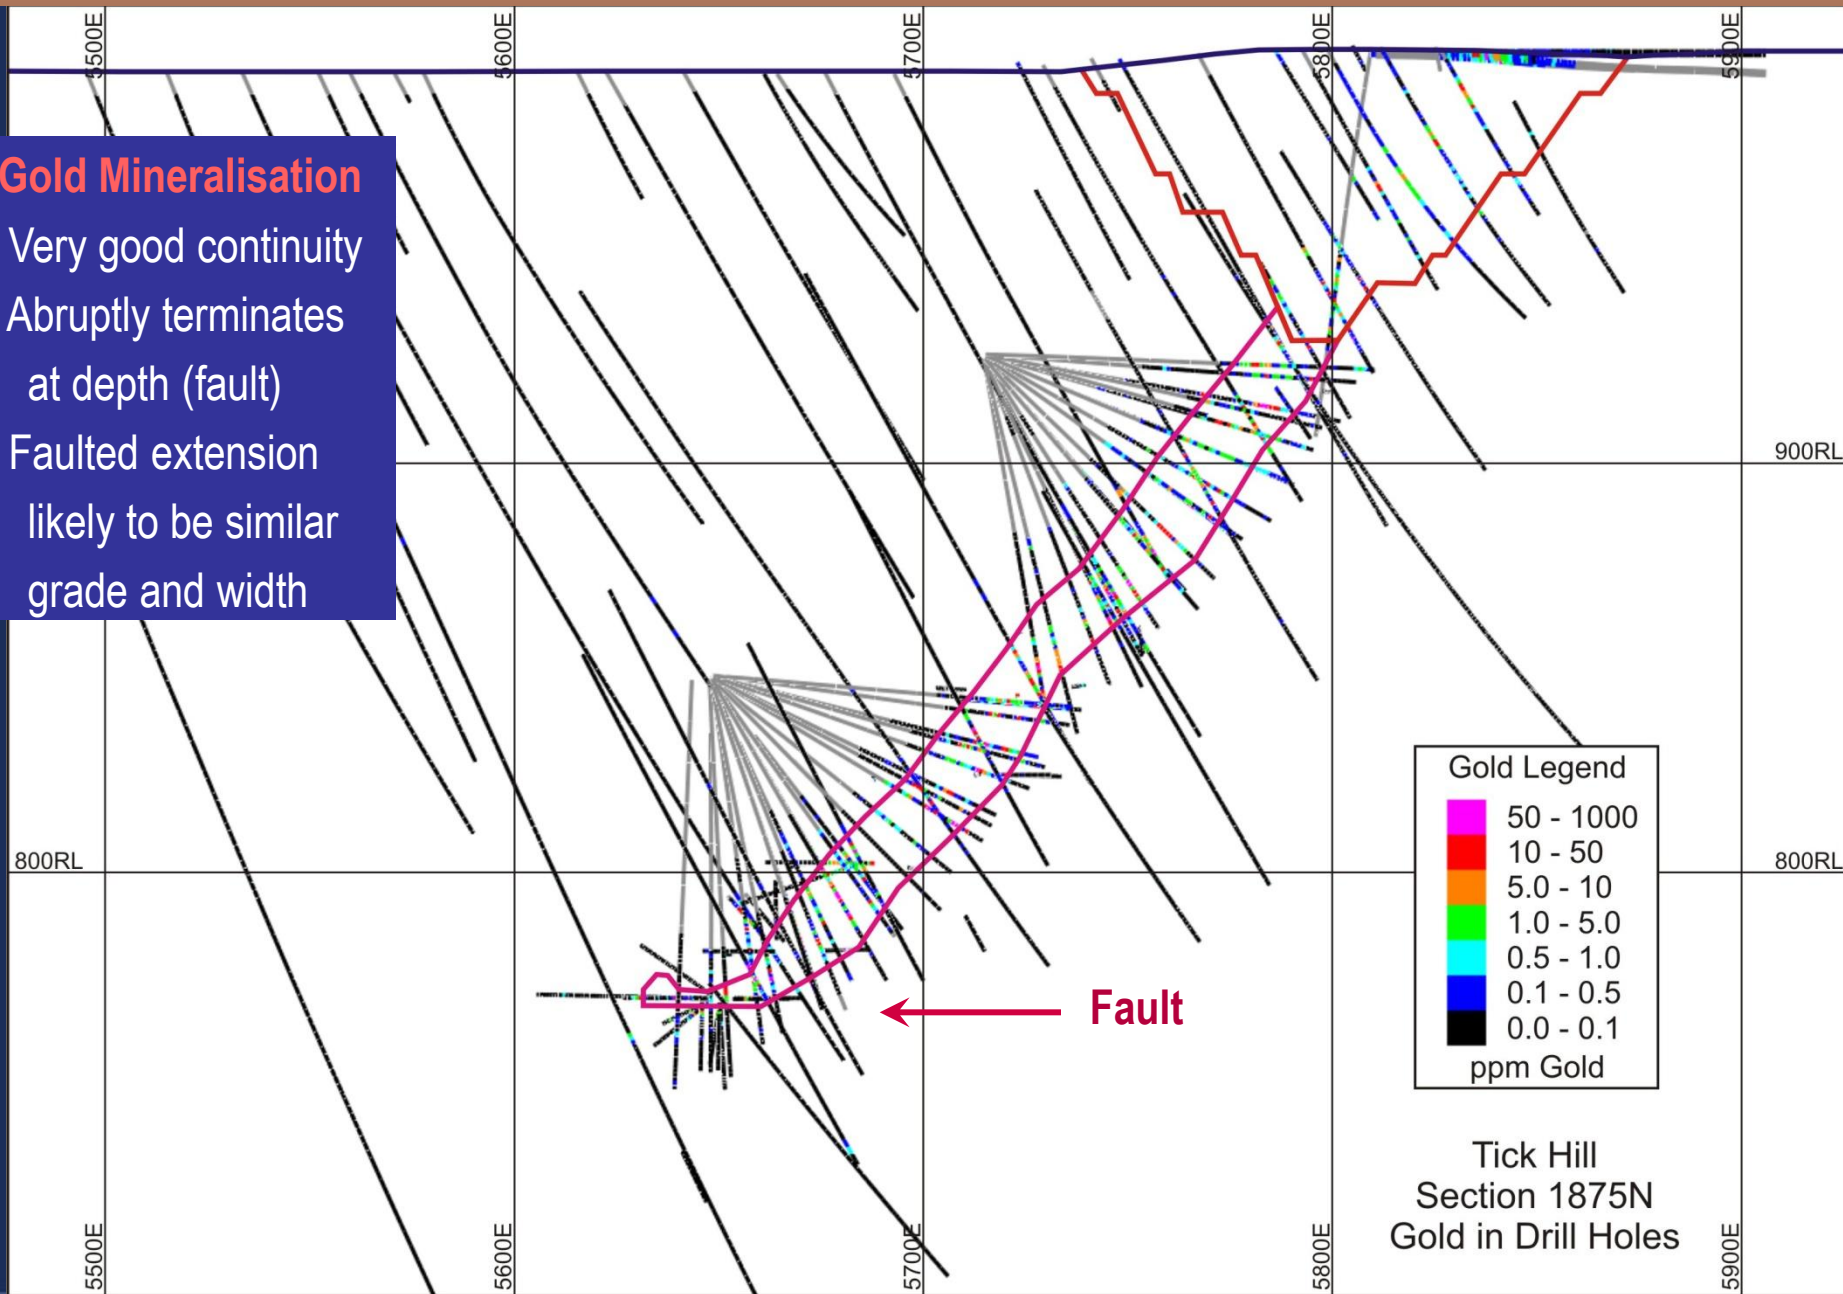 5500E
5600E
5700E
5800E
5900E
Gold Mineralisation
Very good continuity
Abruptly terminates
at depth (fault)
Faulted extension
likely to be similar
grade and width
900RL
800RL
800RL
Fault
Gold Legend
50 - 1000
10 - 50
5.0 - 10
1.0 - 5.0
0.5 - 1.0
0.1 - 0.5
0.0 - 0.1
ppm Gold
Tick Hill
Section 1875N
Gold in Drill Holes
5500E
5600E
5700E
5800E
5900E